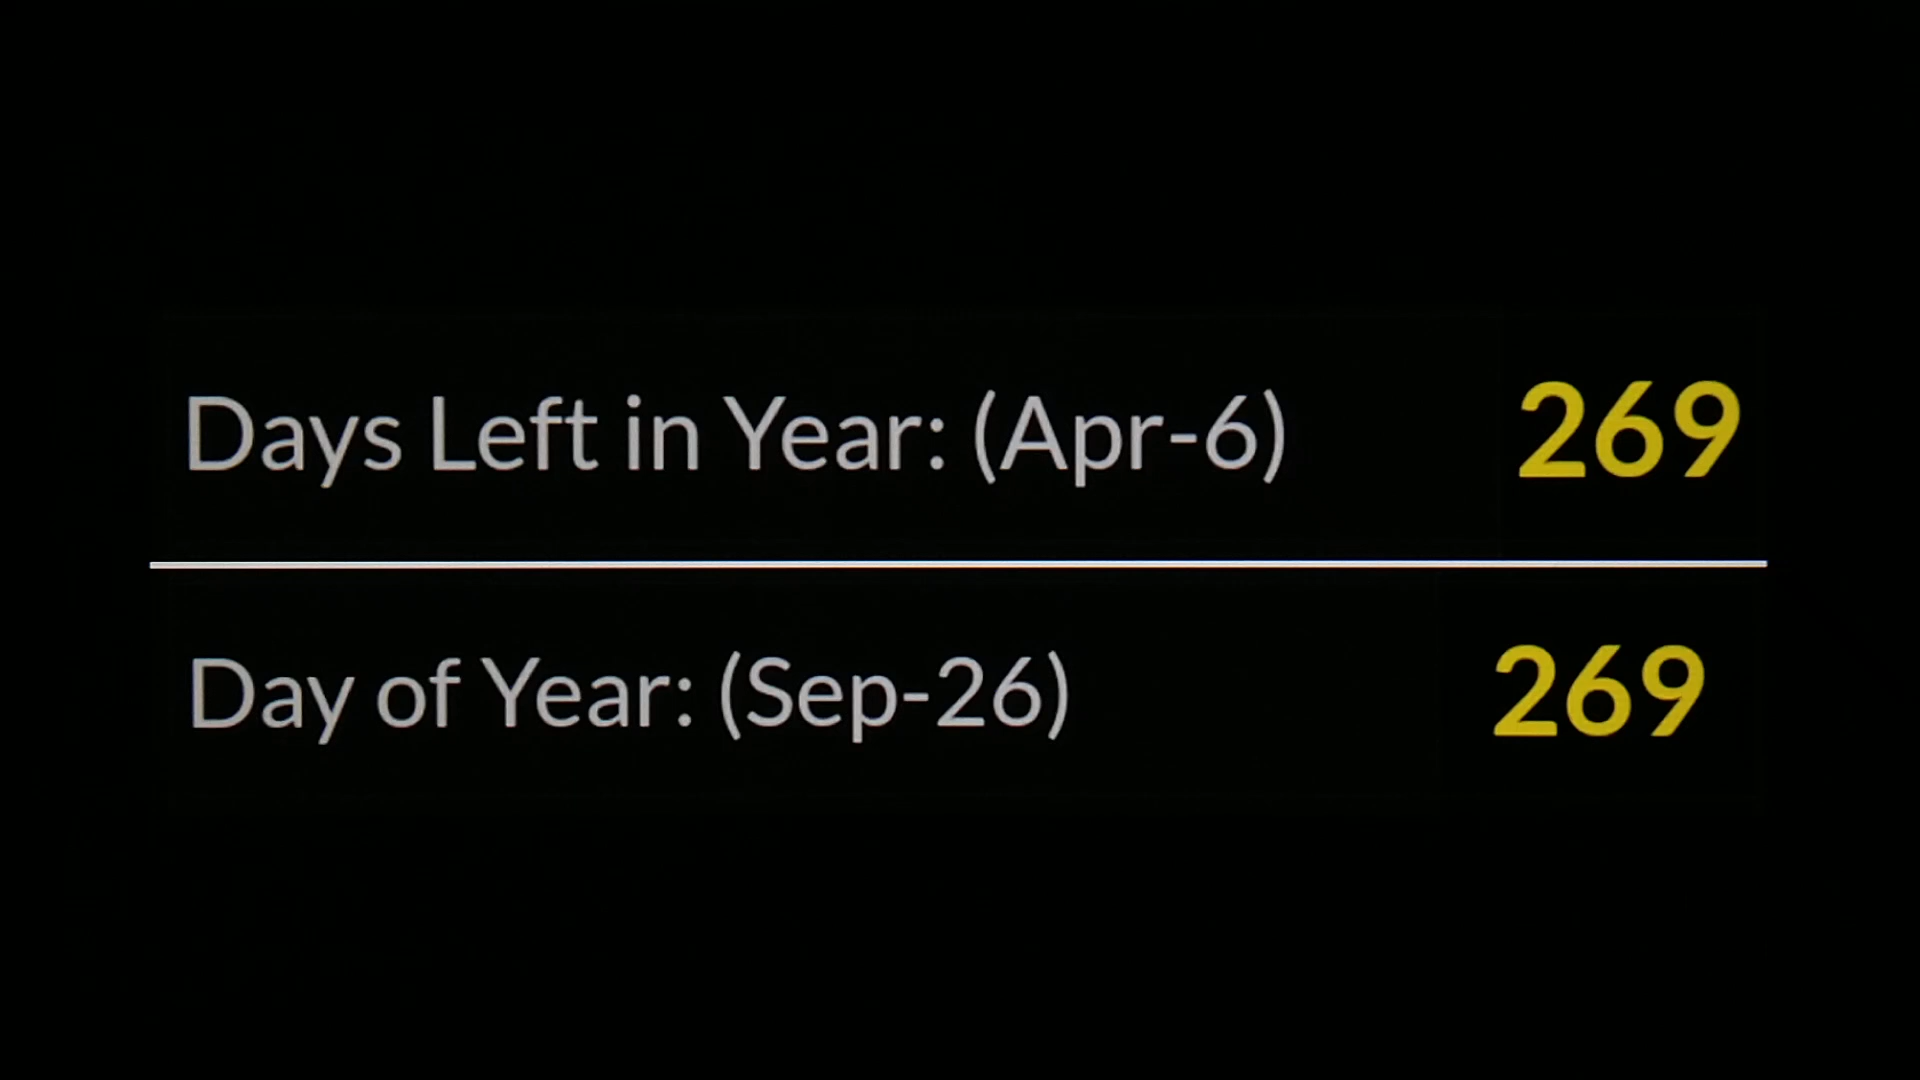 Days Left in Year: (Apr-6) 269
Day of Year: (Sep-26) 269